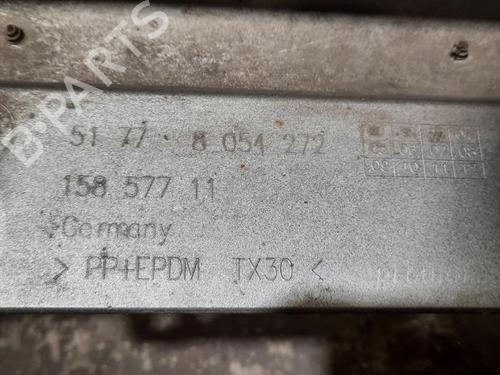 B-PARTS
51 77 · 8 054 272
158 577 11
Germany
> PP+EPDM TX30 <